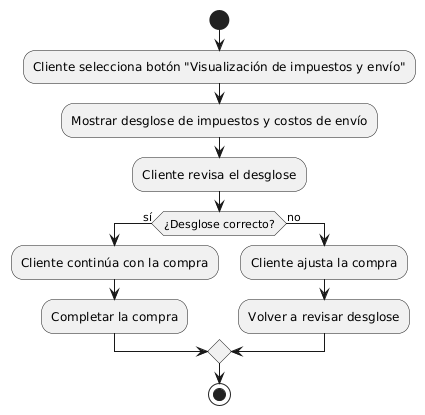 Cliente selecciona botón "Visualización de impuestos y envío"
Mostrar desglose de impuestos y costos de envío
Cliente revisa el desglose
¿Desglose correcto?
sí
no
Cliente continúa con la compra
Cliente ajusta la compra
Completar la compra
Volver a revisar desglose